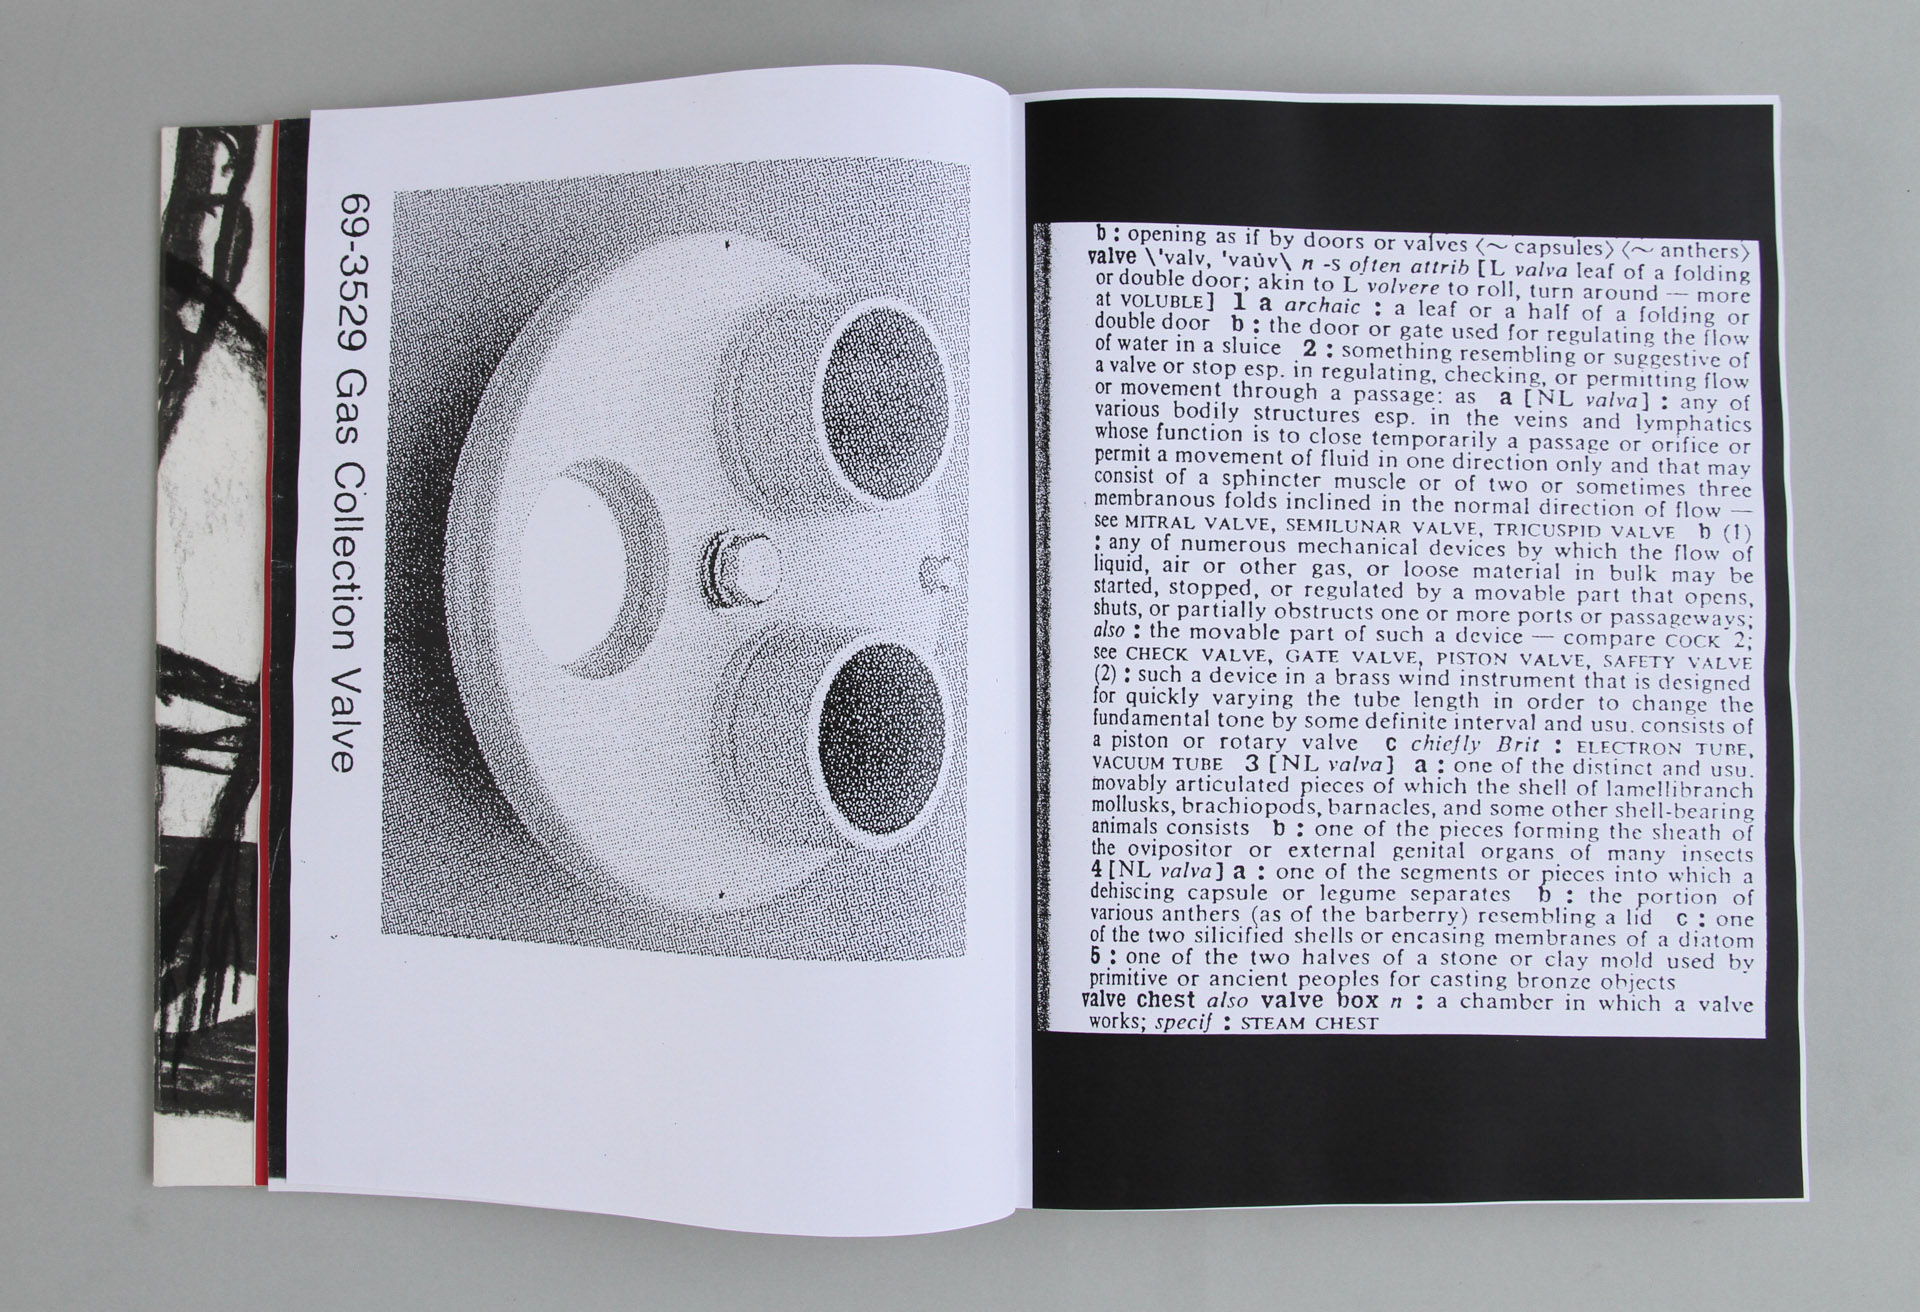 69-3529 Gas Collection Valve
b : opening as if by doors or valves ⟨~ capsules⟩ ⟨~ anthers⟩
valve \'valv, 'vau̇v\ n -s often attrib [L valva leaf of a folding
or double door; akin to L volvere to roll, turn around — more
at VOLUBLE] 1 a archaic : a leaf or a half of a folding or
double door b : the door or gate used for regulating the flow
of water in a sluice 2 : something resembling or suggestive of
a valve or stop esp. in regulating, checking, or permitting flow
or movement through a passage: as a [NL valva] : any of
various bodily structures esp. in the veins and lymphatics
whose function is to close temporarily a passage or orifice or
permit a movement of fluid in one direction only and that may
consist of a sphincter muscle or of two or sometimes three
membranous folds inclined in the normal direction of flow —
see MITRAL VALVE, SEMILUNAR VALVE, TRICUSPID VALVE b (1)
: any of numerous mechanical devices by which the flow of
liquid, air or other gas, or loose material in bulk may be
started, stopped, or regulated by a movable part that opens,
shuts, or partially obstructs one or more ports or passageways;
also : the movable part of such a device — compare COCK 2;
see CHECK VALVE, GATE VALVE, PISTON VALVE, SAFETY VALVE
(2) : such a device in a brass wind instrument that is designed
for quickly varying the tube length in order to change the
fundamental tone by some definite interval and usu. consists of
a piston or rotary valve c chiefly Brit : ELECTRON TUBE,
VACUUM TUBE 3 [NL valva] a : one of the distinct and usu.
movably articulated pieces of which the shell of lamellibranch
mollusks, brachiopods, barnacles, and some other shell-bearing
animals consists b : one of the pieces forming the sheath of
the ovipositor or external genital organs of many insects
4 [NL valva] a : one of the segments or pieces into which a
dehiscing capsule or legume separates b : the portion of
various anthers (as of the barberry) resembling a lid c : one
of the two silicified shells or encasing membranes of a diatom
5 : one of the two halves of a stone or clay mold used by
primitive or ancient peoples for casting bronze objects
valve chest also valve box n : a chamber in which a valve
works; specif : STEAM CHEST